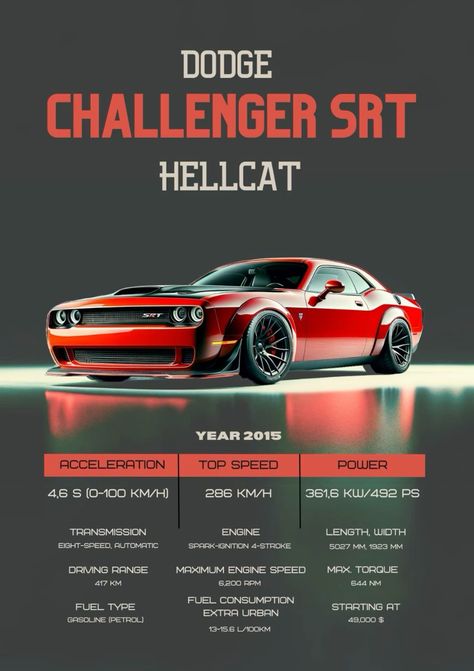 DODGE
CHALLENGER SRT
HELLCAT
SRT
YEAR 2015
ACCELERATION
TOP SPEED
POWER
4,6 S (0-100 KM/H)
286 KM/H
361,6 KW/492 PS
TRANSMISSION
EIGHT-SPEED, AUTOMATIC
ENGINE
SPARK-IGNITION 4-STROKE
LENGTH, WIDTH
5027 MM, 1923 MM
DRIVING RANGE
417 KM
MAXIMUM ENGINE SPEED
6,200 RPM
MAX. TORQUE
644 NM
FUEL TYPE
GASOLINE (PETROL)
FUEL CONSUMPTION
EXTRA URBAN
13-15.6 L/100KM
STARTING AT
49,000 $